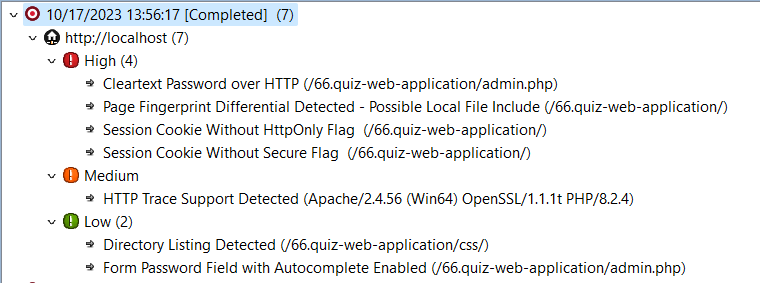 10/17/2023 13:56:17 [Completed] (7)
http://localhost (7)
High (4)
Cleartext Password over HTTP (/66.quiz-web-application/admin.php)
Page Fingerprint Differential Detected - Possible Local File Include (/66.quiz-web-application/)
Session Cookie Without HttpOnly Flag (/66.quiz-web-application/)
Session Cookie Without Secure Flag (/66.quiz-web-application/)
Medium
HTTP Trace Support Detected (Apache/2.4.56 (Win64) OpenSSL/1.1.1t PHP/8.2.4)
Low (2)
Directory Listing Detected (/66.quiz-web-application/css/)
Form Password Field with Autocomplete Enabled (/66.quiz-web-application/admin.php)